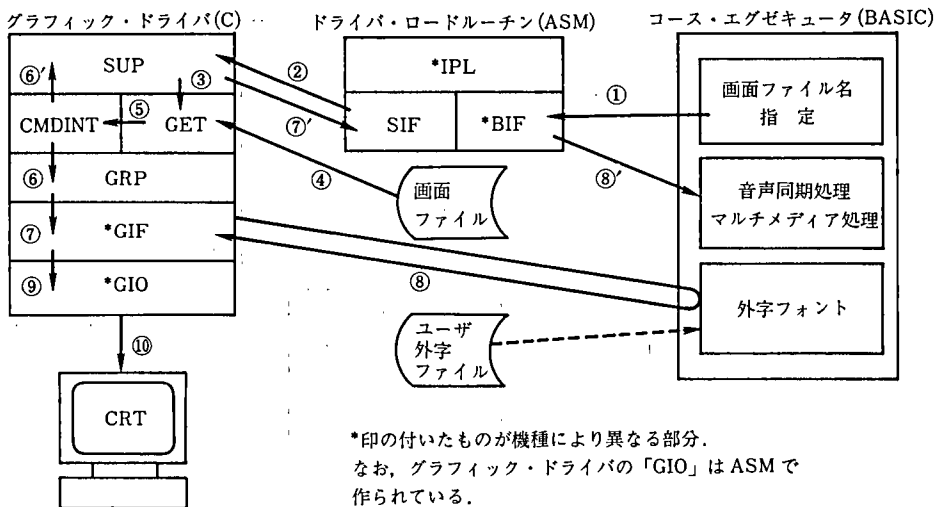 グラフィック・ドライバ(C)
ドライバ・ロードルーチン(ASM)
コース・エグゼキュータ(BASIC)
SUP
⑥′
③
②
⑦′
*IPL
①
画面ファイル名
指定
CMDINT
⑤
GET
SIF
*BIF
④
⑧′
⑥
GRP
画面
ファイル
音声同期処理
マルチメディア処理
⑦
*GIF
⑧
⑨
*GIO
外字フォント
ユーザ
外字
ファイル
⑩
CRT
*印の付いたものが機種により異なる部分.
なお,グラフィック・ドライバの「GIO」はASMで
作られている.